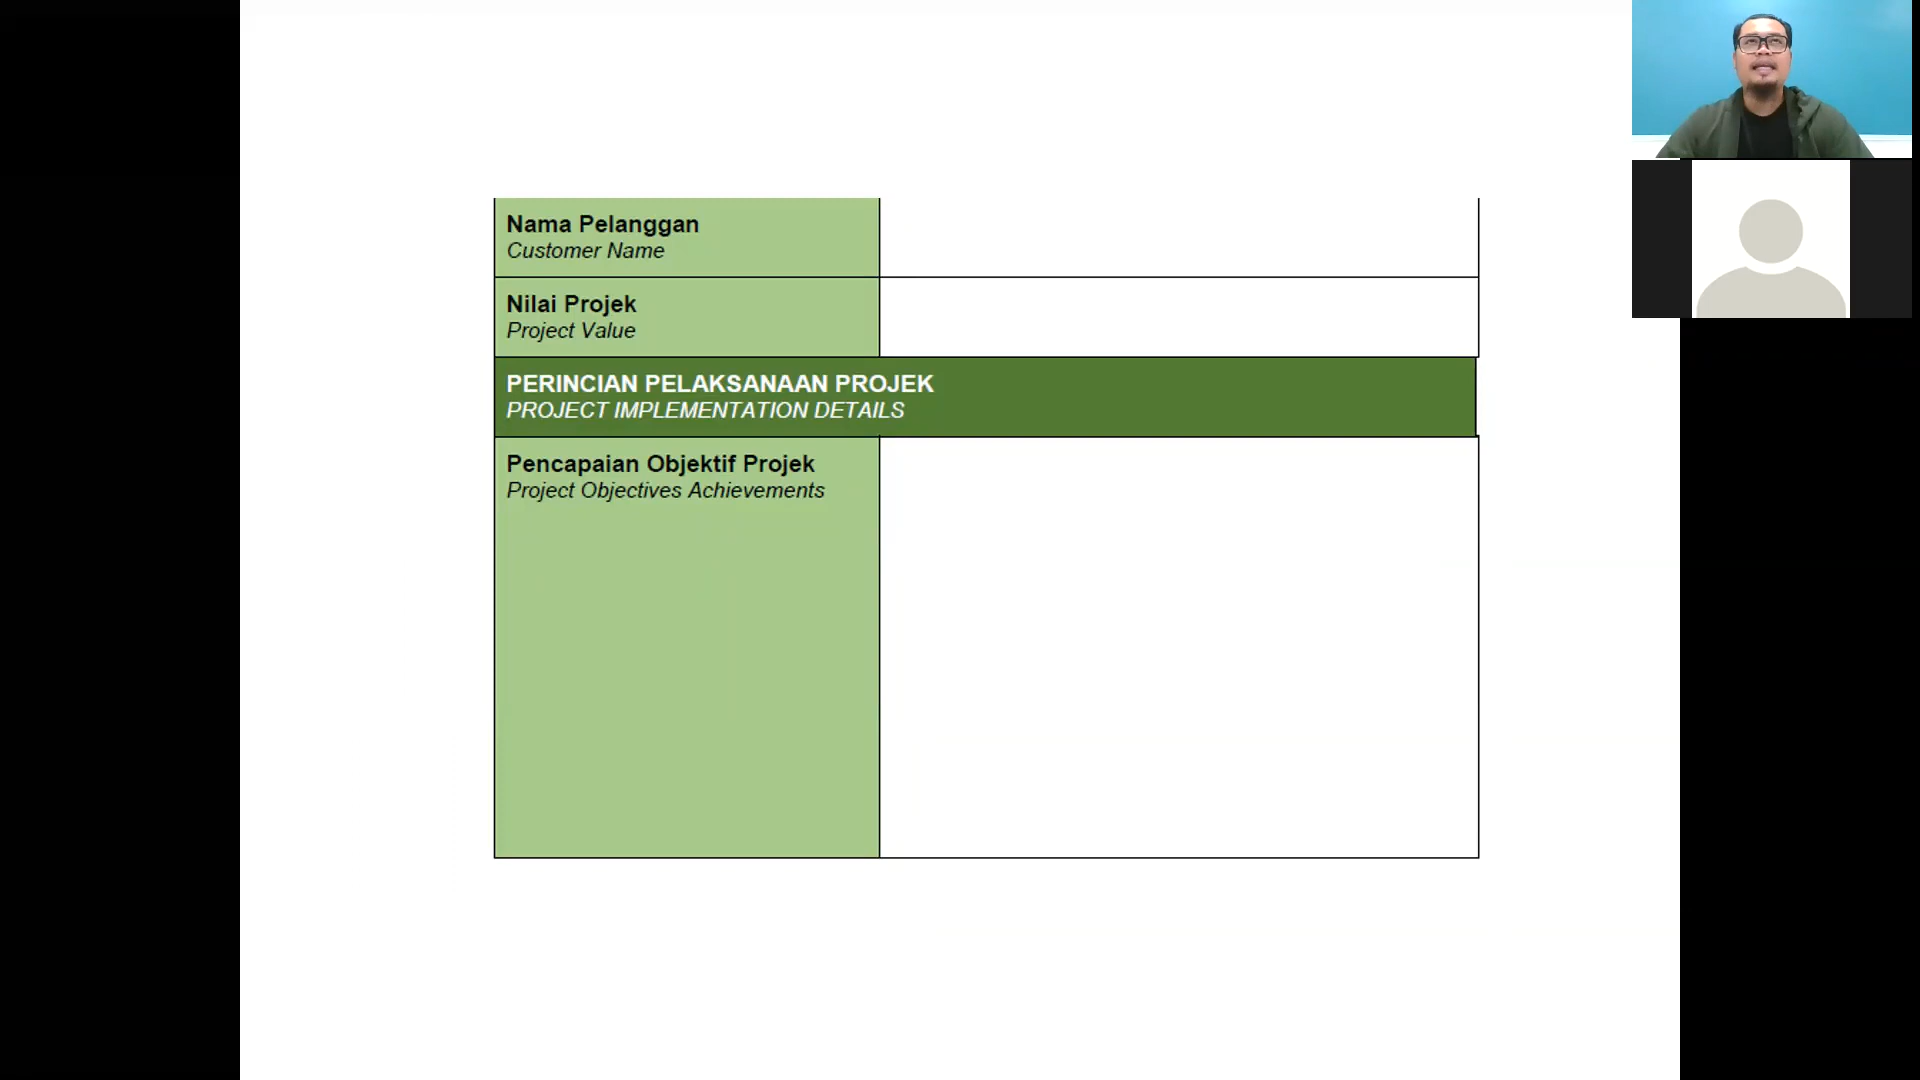 Nama Pelanggan
Customer Name
Nilai Projek
Project Value
PERINCIAN PELAKSANAAN PROJEK
PROJECT IMPLEMENTATION DETAILS
Pencapaian Objektif Projek
Project Objectives Achievements